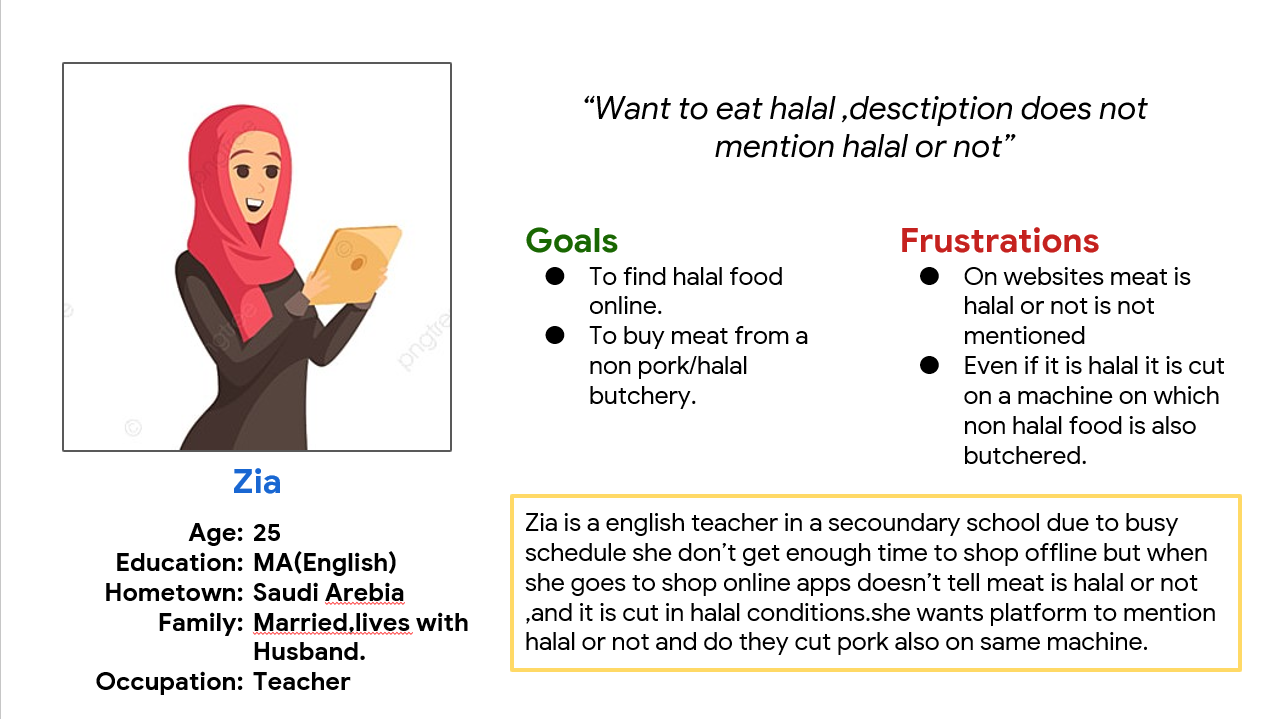 “Want to eat halal ,desctiption does not
mention halal or not”
Goals
● To find halal food
online.
● To buy meat from a
non pork/halal
butchery.
Frustrations
● On websites meat is
halal or not is not
mentioned
● Even if it is halal it is cut
on a machine on which
non halal food is also
butchered.
Zia
Age: 25
Education: MA(English)
Hometown: Saudi Arebia
Family: Married,lives with
Husband.
Occupation: Teacher
Zia is a english teacher in a secoundary school due to busy
schedule she don’t get enough time to shop offline but when
she goes to shop online apps doesn’t tell meat is halal or not
,and it is cut in halal conditions.she wants platform to mention
halal or not and do they cut pork also on same machine.
pngtree
pngtree
pngtre
©
©